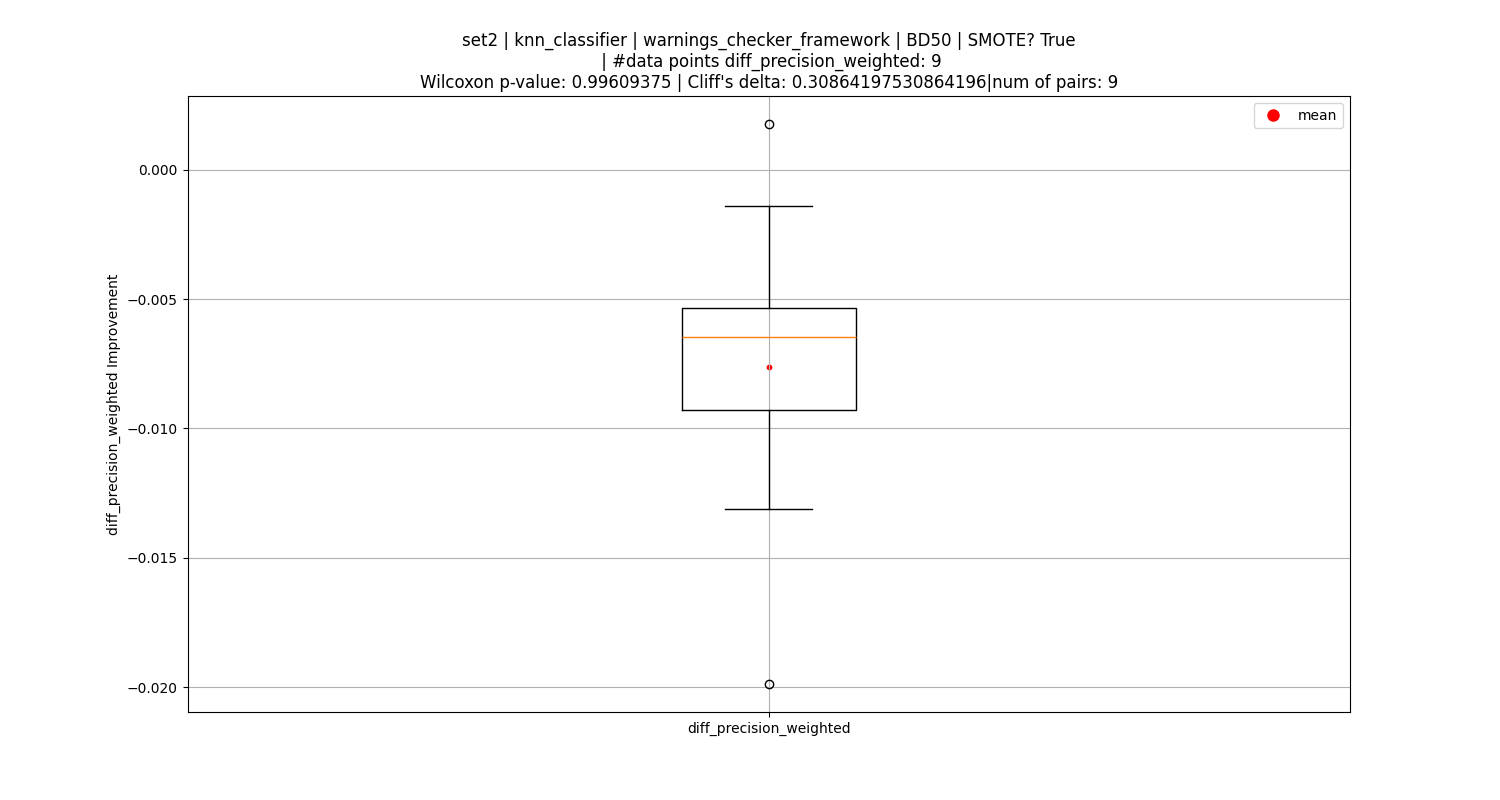 set2 | knn_classifier | warnings_checker_framework | BD50 | SMOTE? True
| #data points diff_precision_weighted: 9
Wilcoxon p-value: 0.99609375 | Cliff's delta: 0.30864197530864196|num of pairs: 9
mean
0.000
−0.005
−0.010
−0.015
−0.020
diff_precision_weighted Improvement
diff_precision_weighted